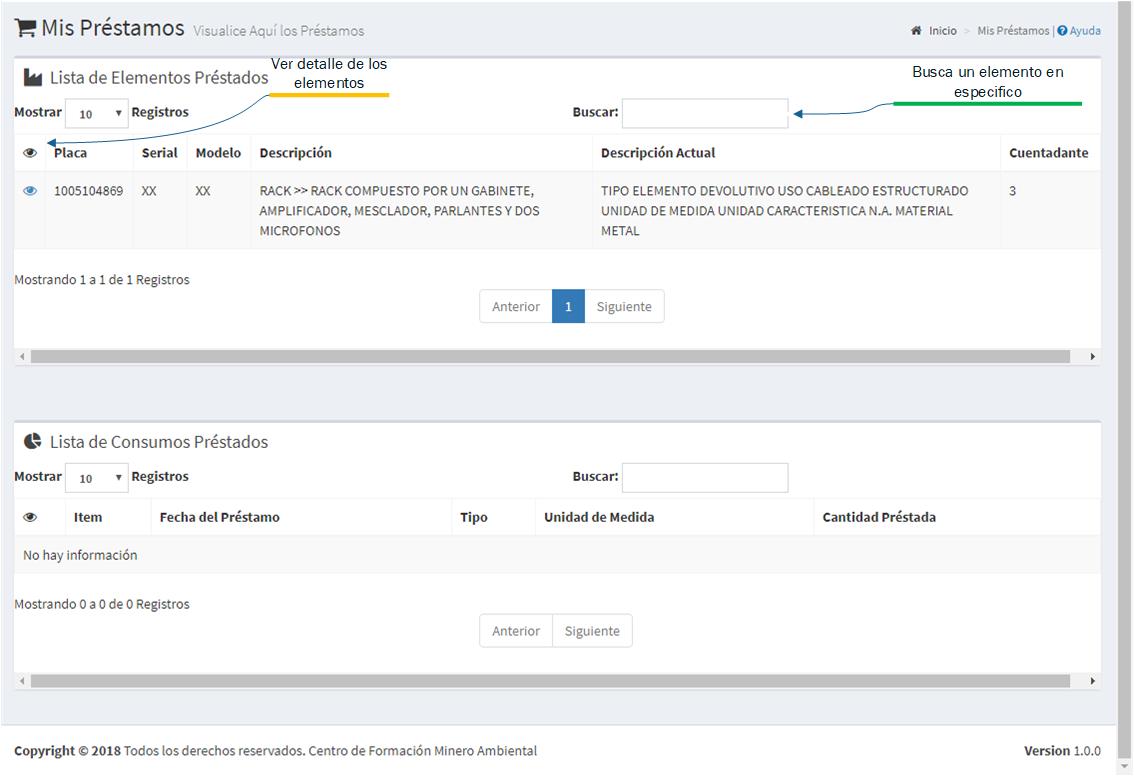 Mis Préstamos Visualice Aquí los Préstamos
Inicio > Mis Préstamos | Ayuda
Lista de Elementos Préstados
Ver detalle de los
elementos
Busca un elemento en
especifico
Mostrar 10 Registros
Buscar:
Placa Serial Modelo Descripción Descripción Actual Cuentadante
1005104869 XX XX RACK >> RACK COMPUESTO POR UN GABINETE, TIPO ELEMENTO DEVOLUTIVO USO CABLEADO ESTRUCTURADO 3
AMPLIFICADOR, MESCLADOR, PARLANTES Y DOS UNIDAD DE MEDIDA UNIDAD CARACTERISTICA N.A. MATERIAL
MICROFONOS METAL
Mostrando 1 a 1 de 1 Registros
Anterior 1 Siguiente
Lista de Consumos Préstados
Mostrar 10 Registros
Buscar:
Item Fecha del Préstamo Tipo Unidad de Medida Cantidad Préstada
No hay información
Mostrando 0 a 0 de 0 Registros
Anterior Siguiente
Copyright © 2018 Todos los derechos reservados. Centro de Formación Minero Ambiental
Version 1.0.0